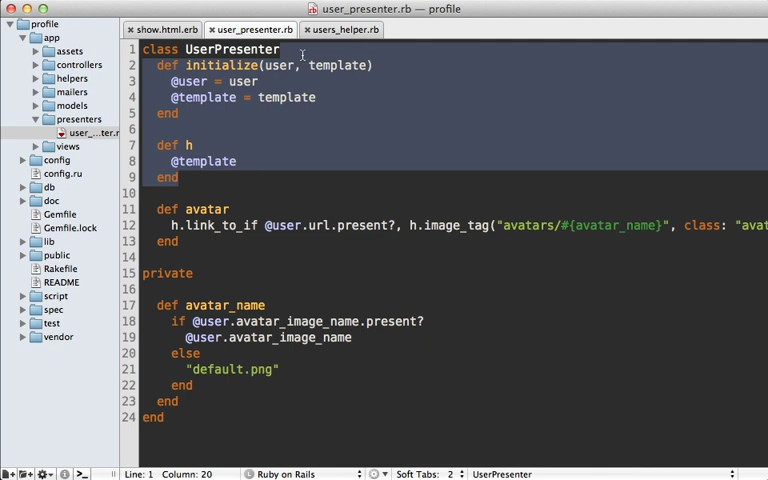 user_presenter.rb — profile
show.html.erb
user_presenter.rb
users_helper.rb
profile
app
assets
controllers
helpers
mailers
models
presenters
user_...ter.r
views
config
config.ru
db
doc
Gemfile
Gemfile.lock
lib
public
Rakefile
README
script
spec
test
vendor
1 class UserPresenter
2 def initialize(user, template)
3 @user = user
4 @template = template
5 end
6
7 def h
8 @template
9 end
10
11 def avatar
12 h.link_to_if @user.url.present?, h.image_tag("avatars/#{avatar_name}", class: "avat
13 end
14
15 private
16
17 def avatar_name
18 if @user.avatar_image_name.present?
19 @user.avatar_image_name
20 else
21 "default.png"
22 end
23 end
24 end
Line: 1 Column: 20
Ruby on Rails
Soft Tabs: 2
UserPresenter